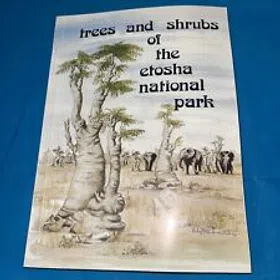 trees and shrubs
of
the
etosha
national
park